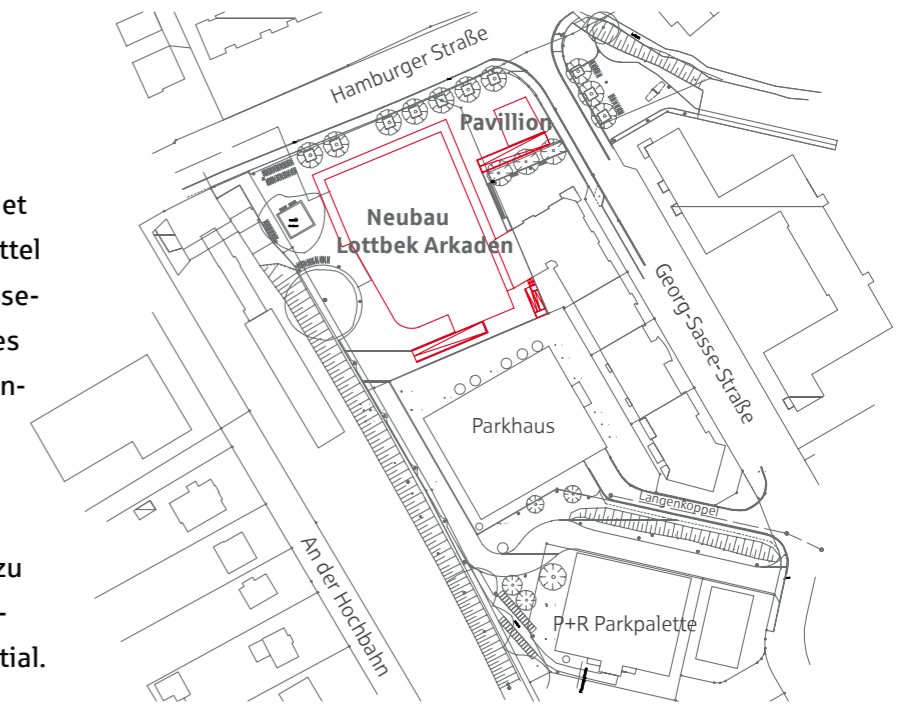 et
ttel
se-
es
n-
zu
-
tial.
Hamburger Straße
Pavillion
Neubau
Lottbek Arkaden
Georg-Sasse-Straße
Parkhaus
Langenkoppel
An der Hochbahn
P+R Parkpalette